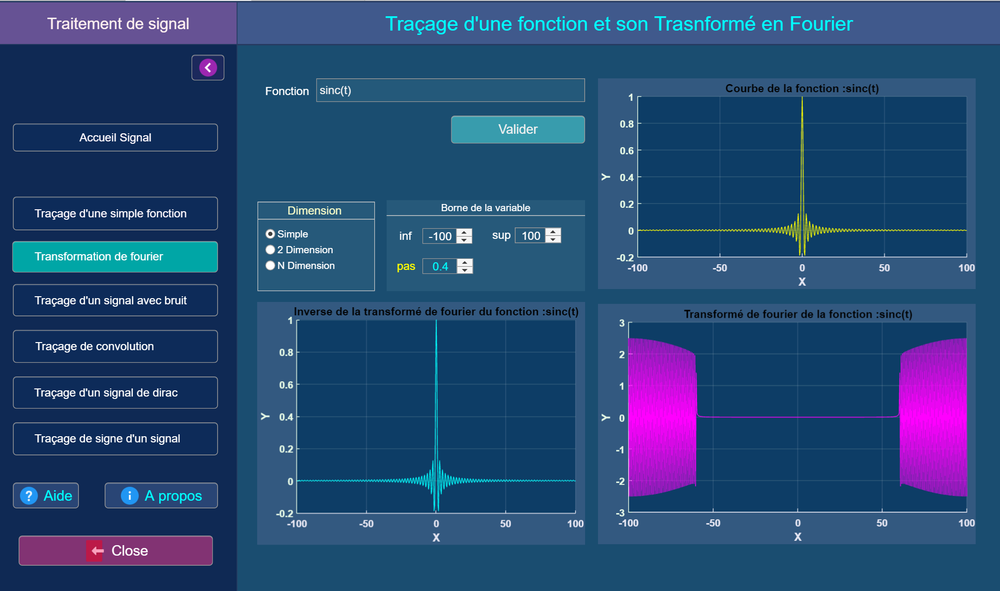 Traitement de signal
Traçage d'une fonction et son Trasnformé en Fourier
Accueil Signal
Traçage d'une simple fonction
Transformation de fourier
Traçage d'un signal avec bruit
Traçage de convolution
Traçage d'un signal de dirac
Traçage de signe d'un signal
? Aide
i A propos
Close
Fonction sinc(t)
Valider
Dimension
Simple
2 Dimension
N Dimension
Borne de la variable
inf -100 sup 100
pas 0.4
Courbe de la fonction :sinc(t)
1
0.8
0.6
0.4
0.2
0
-0.2
Y
-100 -50 0 50 100
X
Inverse de la transformé de fourier du fonction :sinc(t)
1
0.8
0.6
0.4
0.2
0
-0.2
Y
-100 -50 0 50 100
X
Transformé de fourier de la fonction :sinc(t)
3
2
1
0
-1
-2
-3
Y
-100 -50 0 50 100
X